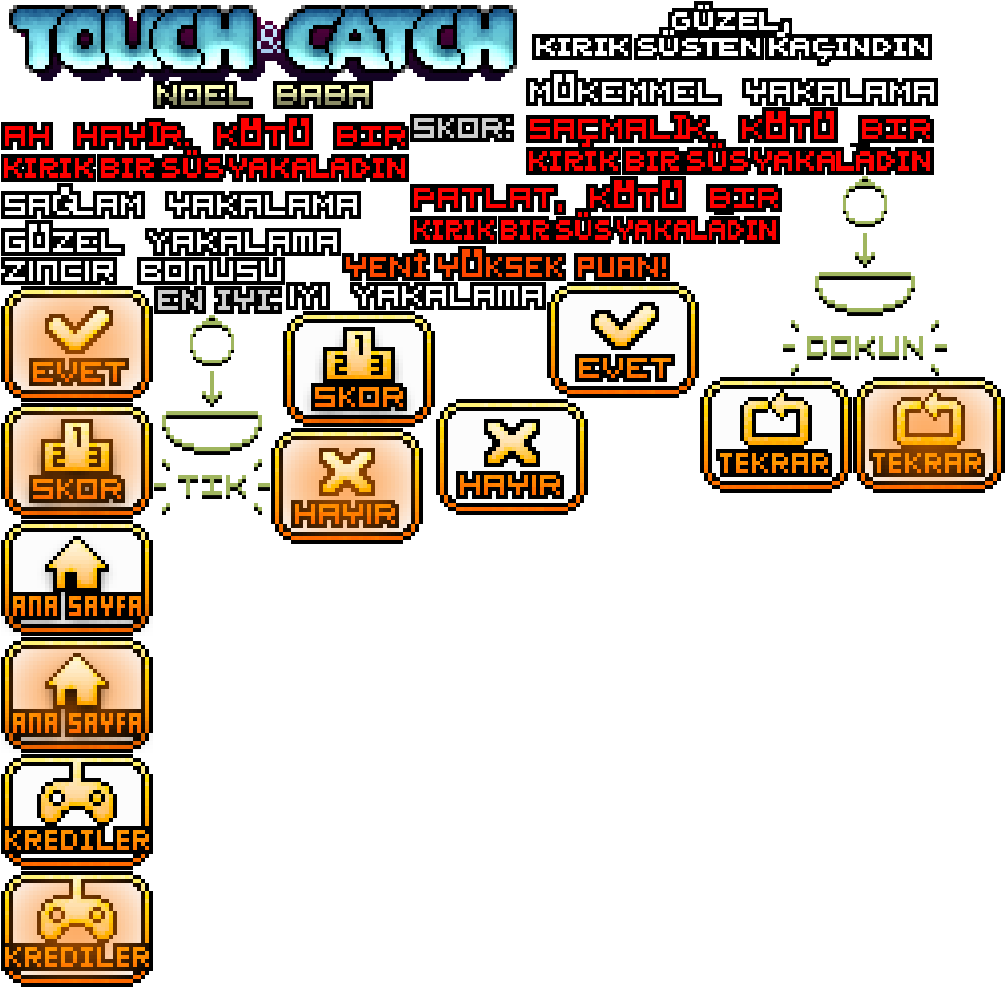 TOUCH & CATCH
NOEL BABA
GÜZEL,
KIRIK SÜSTEN KAÇINDIN
MÜKEMMEL YAKALAMA
AH HAYIR, KÖTÜ BIR
KIRIK BIR SÜS YAKALADIN
SKOR:
SAÇMALIK, KÖTÜ BIR
KIRIK BIR SÜS YAKALADIN
SAĞLAM YAKALAMA
PATLAT, KÖTÜ BIR
KIRIK BIR SÜS YAKALADIN
GÜZEL YAKALAMA
ZINCIR BONUSU
YENİ YÜKSEK PUAN!
EN IYI:
IYI YAKALAMA
EVET
SKOR
EVET
DOKUN
SKOR
TIK
HAYIR
HAYIR
TEKRAR
TEKRAR
ANA SAYFA
ANA SAYFA
KREDILER
KREDILER